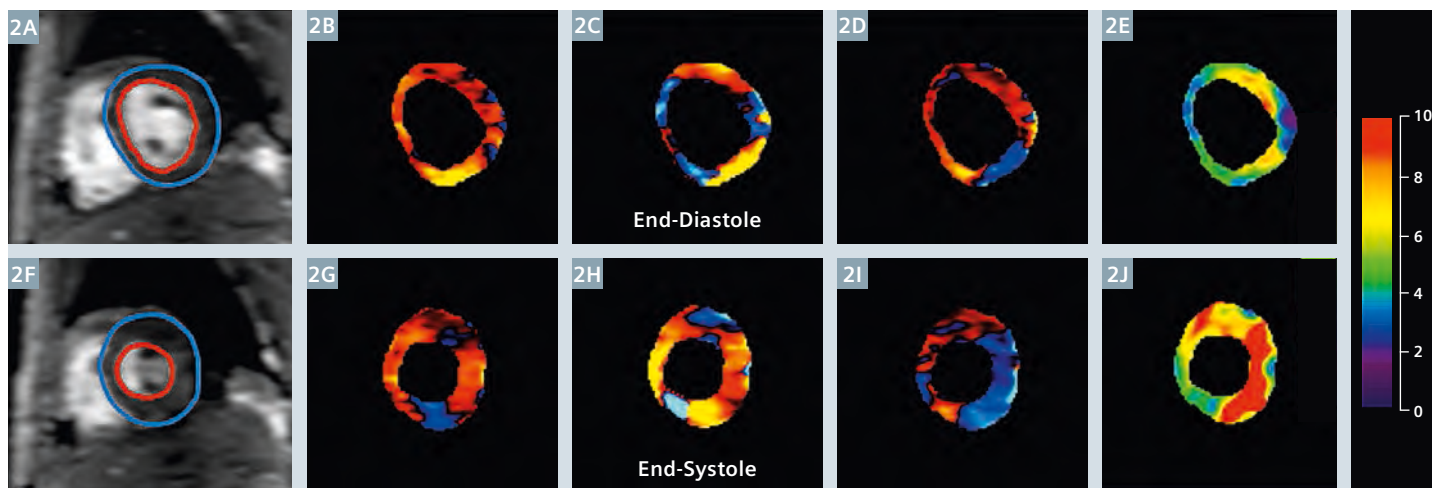 2A
2B
2C
2D
2E
End-Diastole
10
8
6
4
2
0
2F
2G
2H
2I
2J
End-Systole